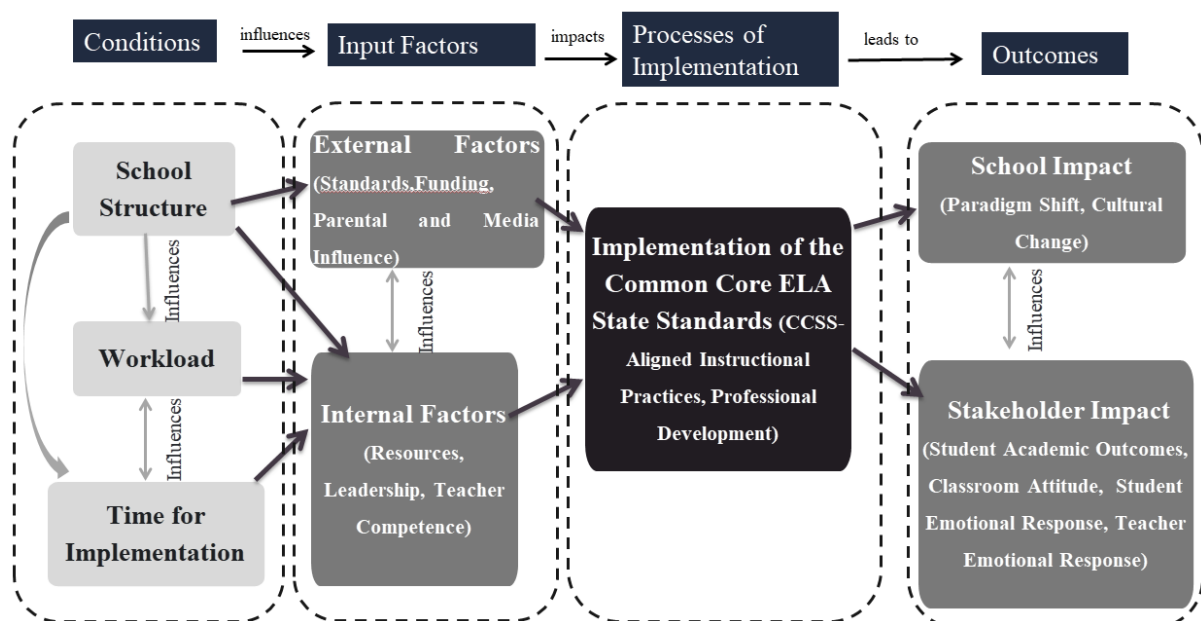 Conditions
influences
Input Factors
impacts
Processes of
Implementation
leads to
Outcomes
School
Structure
Influences
Workload
Influences
Time for
Implementation
External Factors
(Standards,Funding,
Parental and Media
Influence)
Influences
Internal Factors
(Resources,
Leadership, Teacher
Competence)
Implementation of the
Common Core ELA
State Standards (CCSS-
Aligned Instructional
Practices, Professional
Development)
School Impact
(Paradigm Shift, Cultural
Change)
Influences
Stakeholder Impact
(Student Academic Outcomes,
Classroom Attitude, Student
Emotional Response, Teacher
Emotional Response)